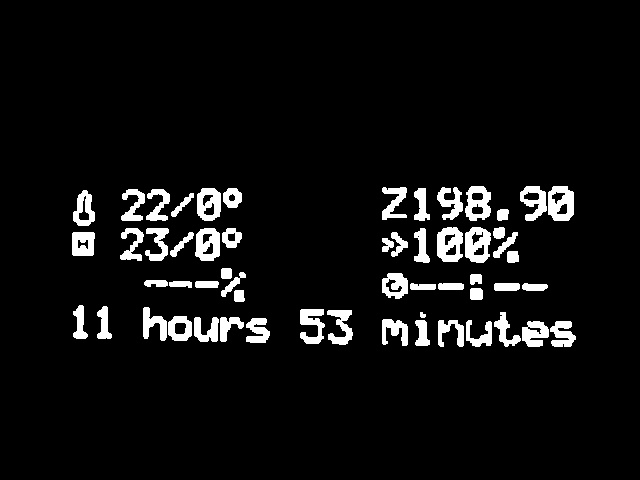 22/0° Z198.90
23/0° »100%
---% --:--
11 hours 53 minutes